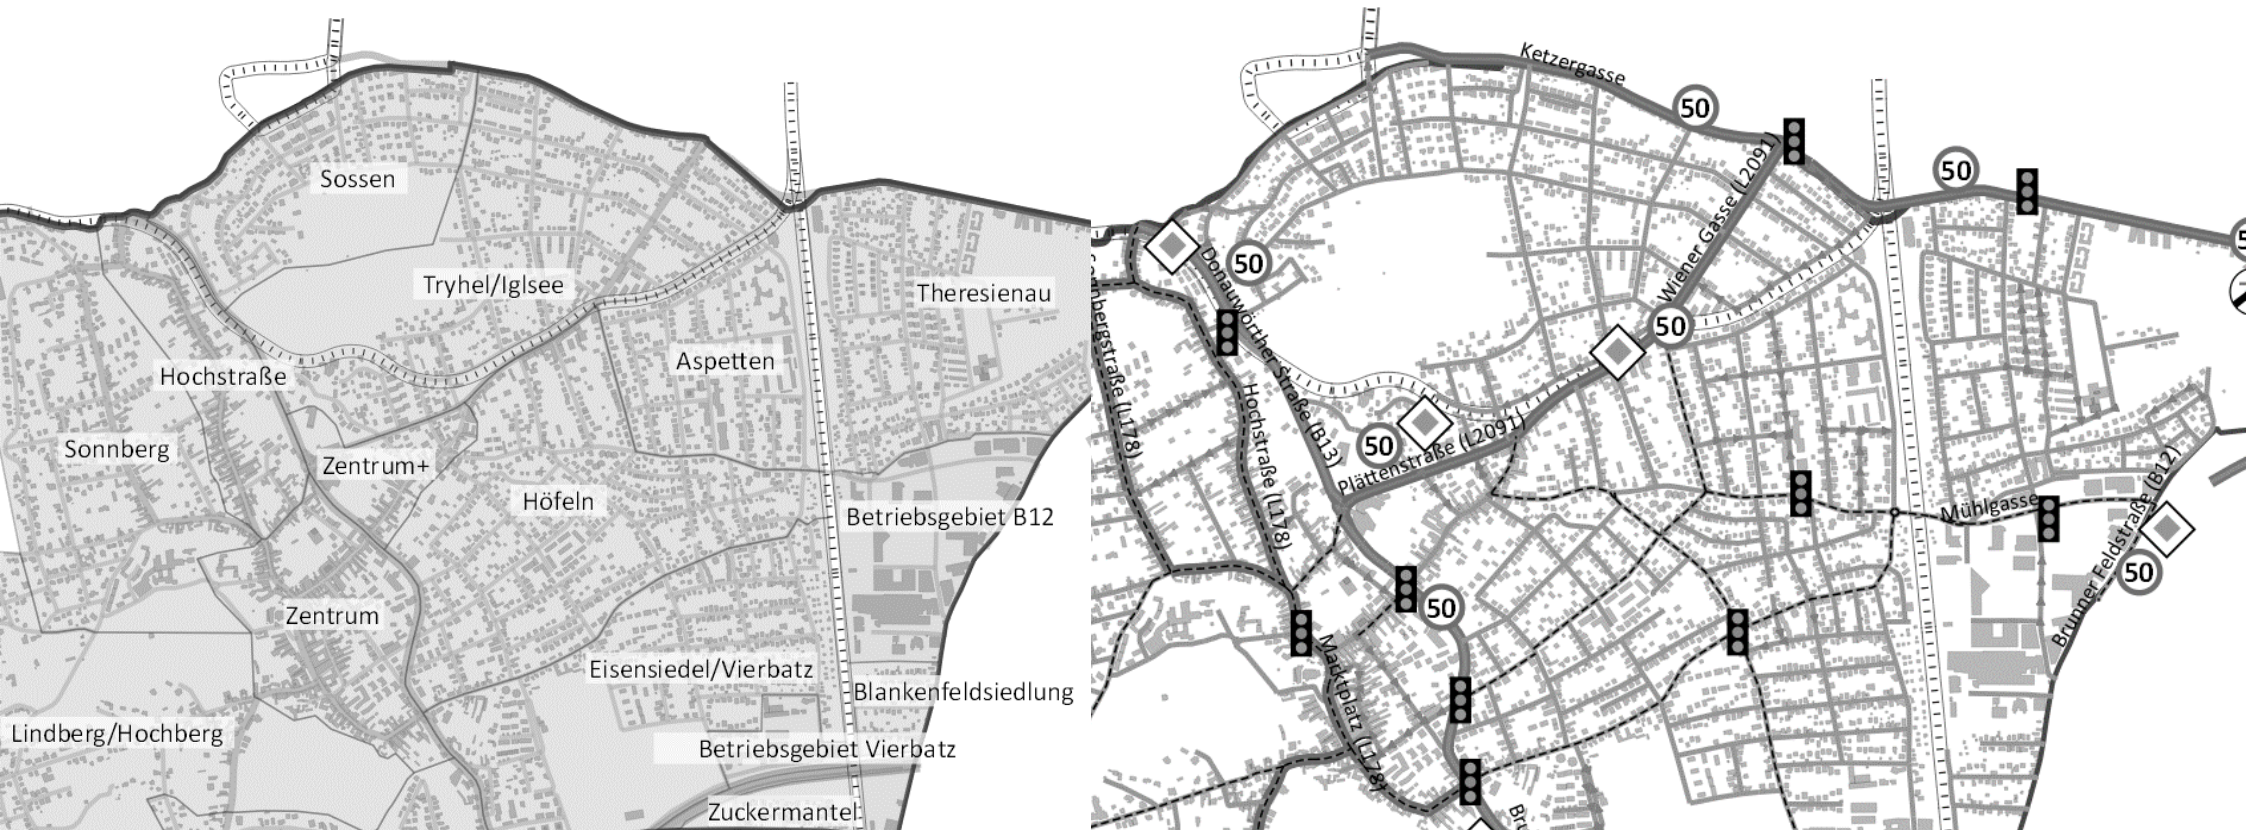 Sossen
Tryhel/Iglsee
Theresienau
Aspetten
Hochstraße
Sonnberg
Zentrum+
Höfeln
Betriebsgebiet B12
Zentrum
Eisensiedel/Vierbatz
Blankenfeldsiedlung
Lindberg/Hochberg
Betriebsgebiet Vierbatz
Zuckermantel
Ketzergasse
50
50
Wiener Gasse (L2091)
50
Donauwörther Straße (B13)
50
Hochstraße (L178)
50
Plättenstraße (L2091)
Mühlgasse
Brunner Feldstraße (B12)
50
50
Marktplatz (L178)
(L178)